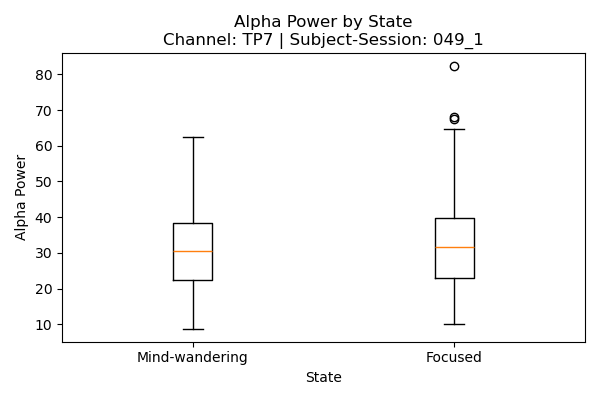 Alpha Power by State
Channel: TP7 | Subject-Session: 049_1
Alpha Power
80
70
60
50
40
30
20
10
Mind-wandering
Focused
State